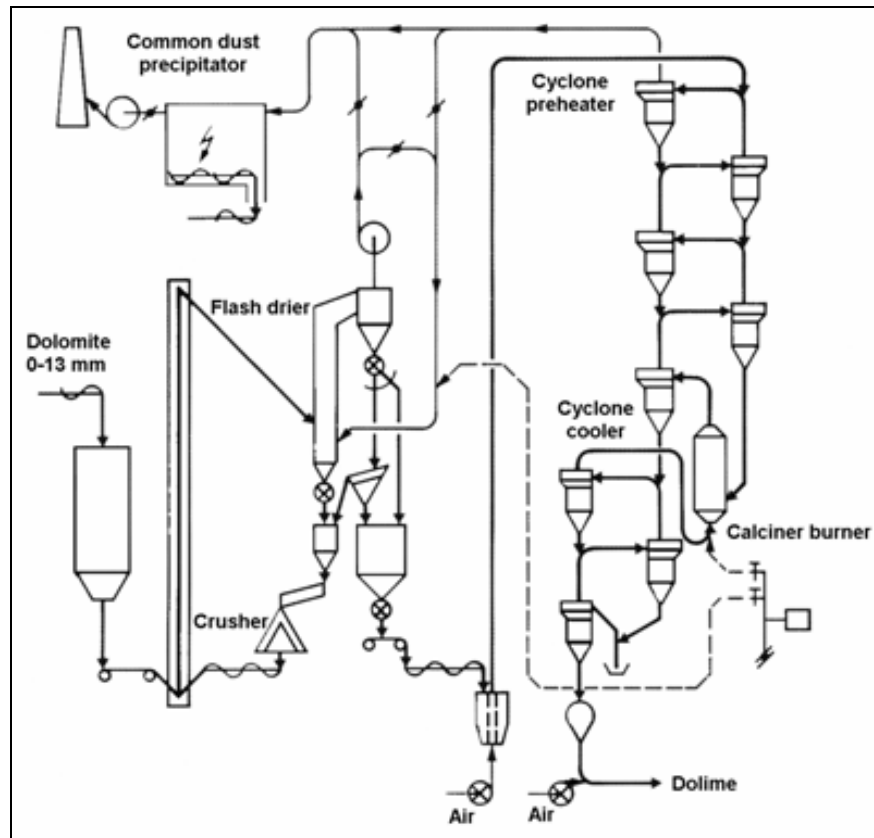 Common dust
precipitator
Cyclone
preheater
Flash drier
Dolomite
0-13 mm
Cyclone
cooler
Calciner burner
Crusher
Air
Air
Dolime